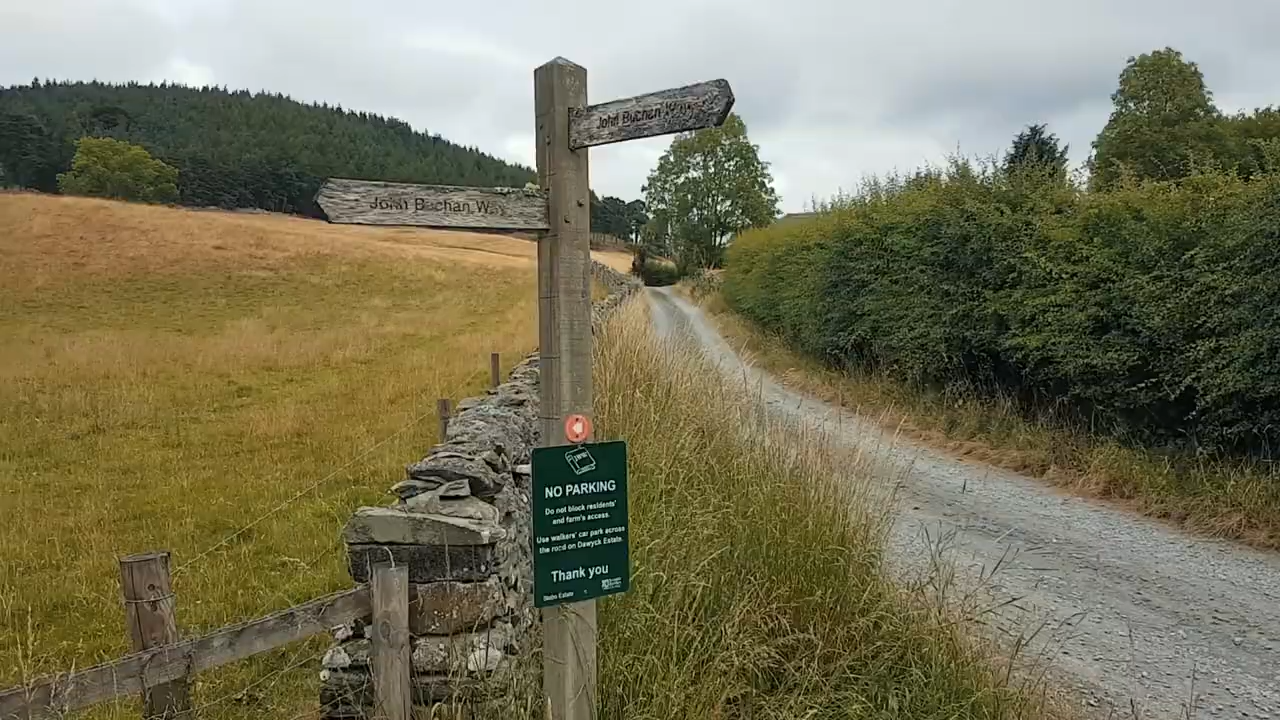 John Buchan Way
John Buchan Way
JBW
NO PARKING
Do not block residents'
and farm's access.
Use walkers' car park across
the road on Dawyck Estate.
Thank you
Stobo Estate